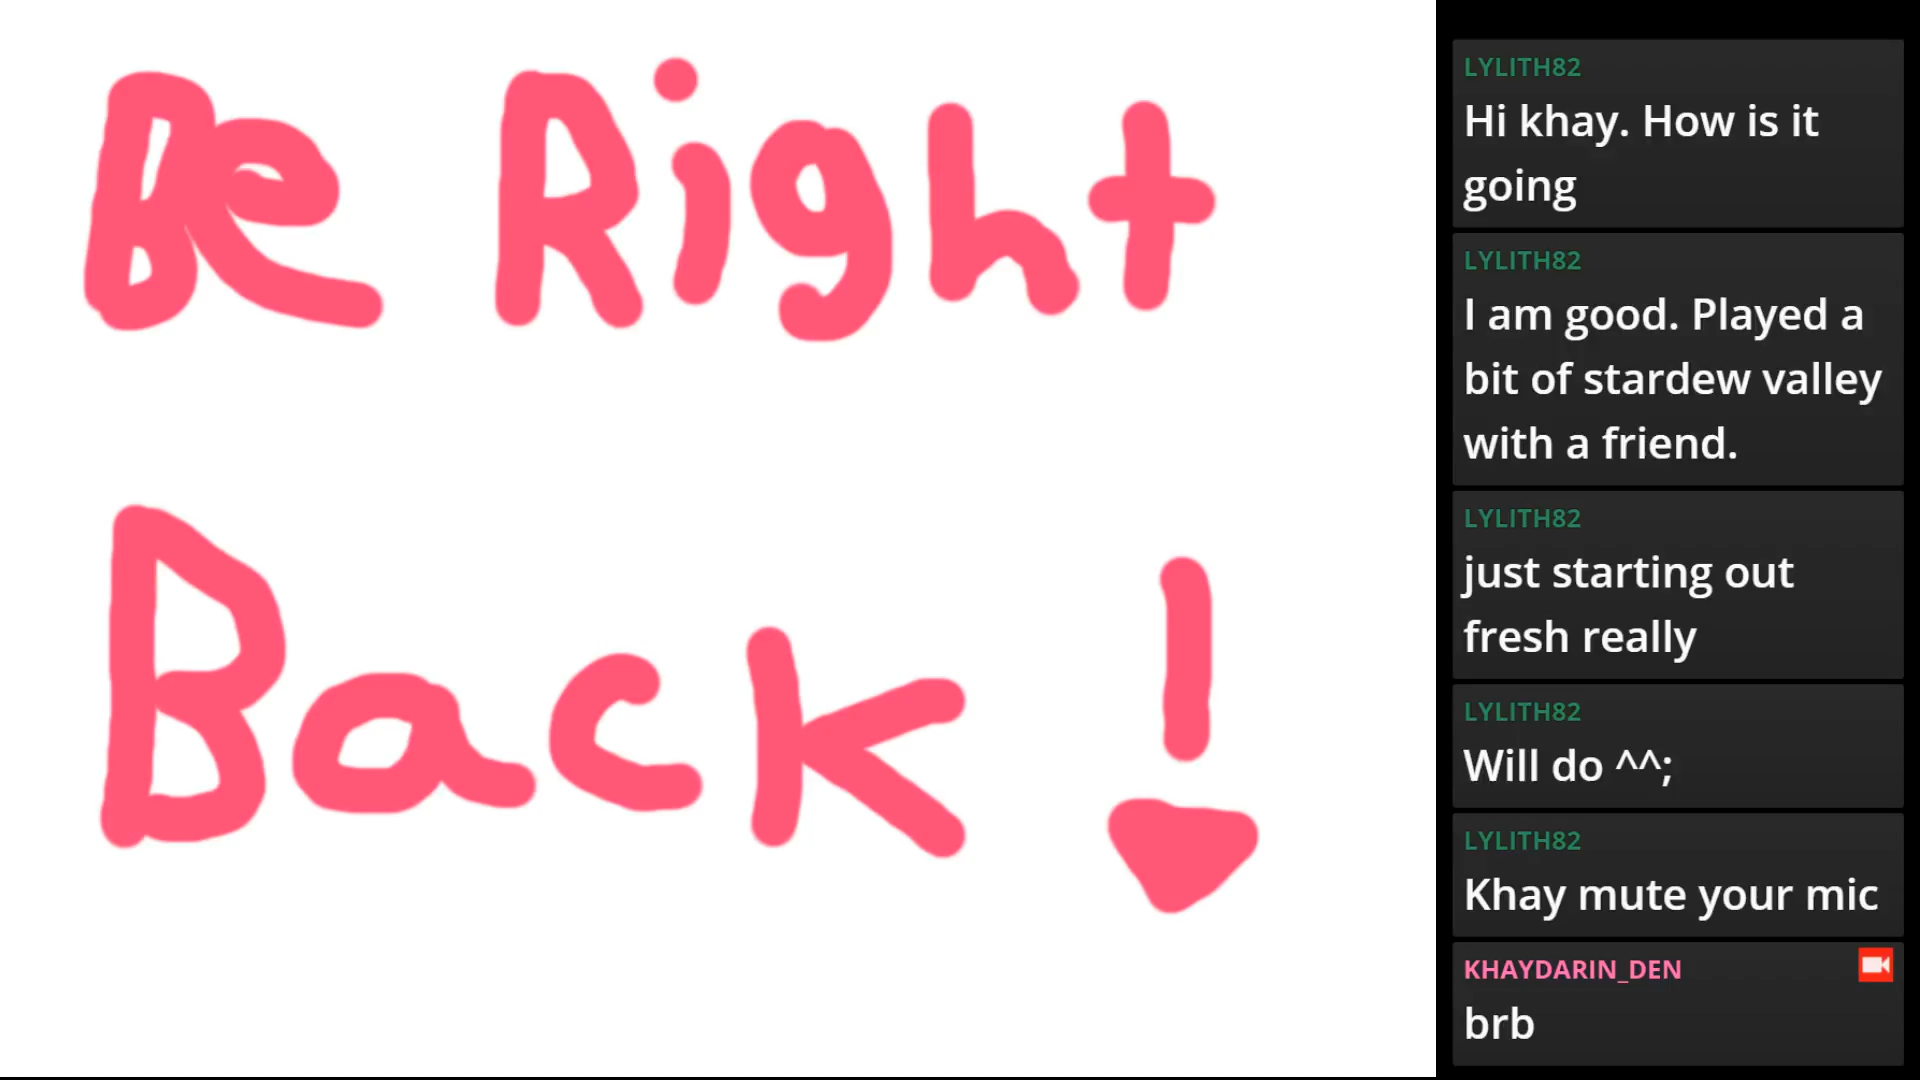 Be Right
Back!
LYLITH82
Hi khay. How is it
going
LYLITH82
I am good. Played a
bit of stardew valley
with a friend.
LYLITH82
just starting out
fresh really
LYLITH82
Will do ^^;
LYLITH82
Khay mute your mic
KHAYDARIN_DEN
brb